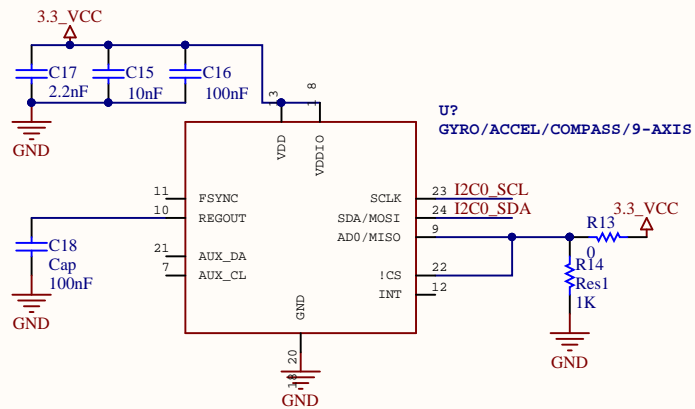 3.3_VCC
C17
2.2nF
C15
10nF
C16
100nF
GND
13
VDD
18
VDDIO
U?
GYRO/ACCEL/COMPASS/9-AXIS
11
FSYNC
10
REGOUT
21
AUX_DA
7
AUX_CL
SCLK
23
I2C0_SCL
SDA/MOSI
24
I2C0_SDA
AD0/MISO
9
!CS
22
INT
12
GND
20
C18
Cap
100nF
GND
R13
0
3.3_VCC
R14
Res1
1K
GND
GND